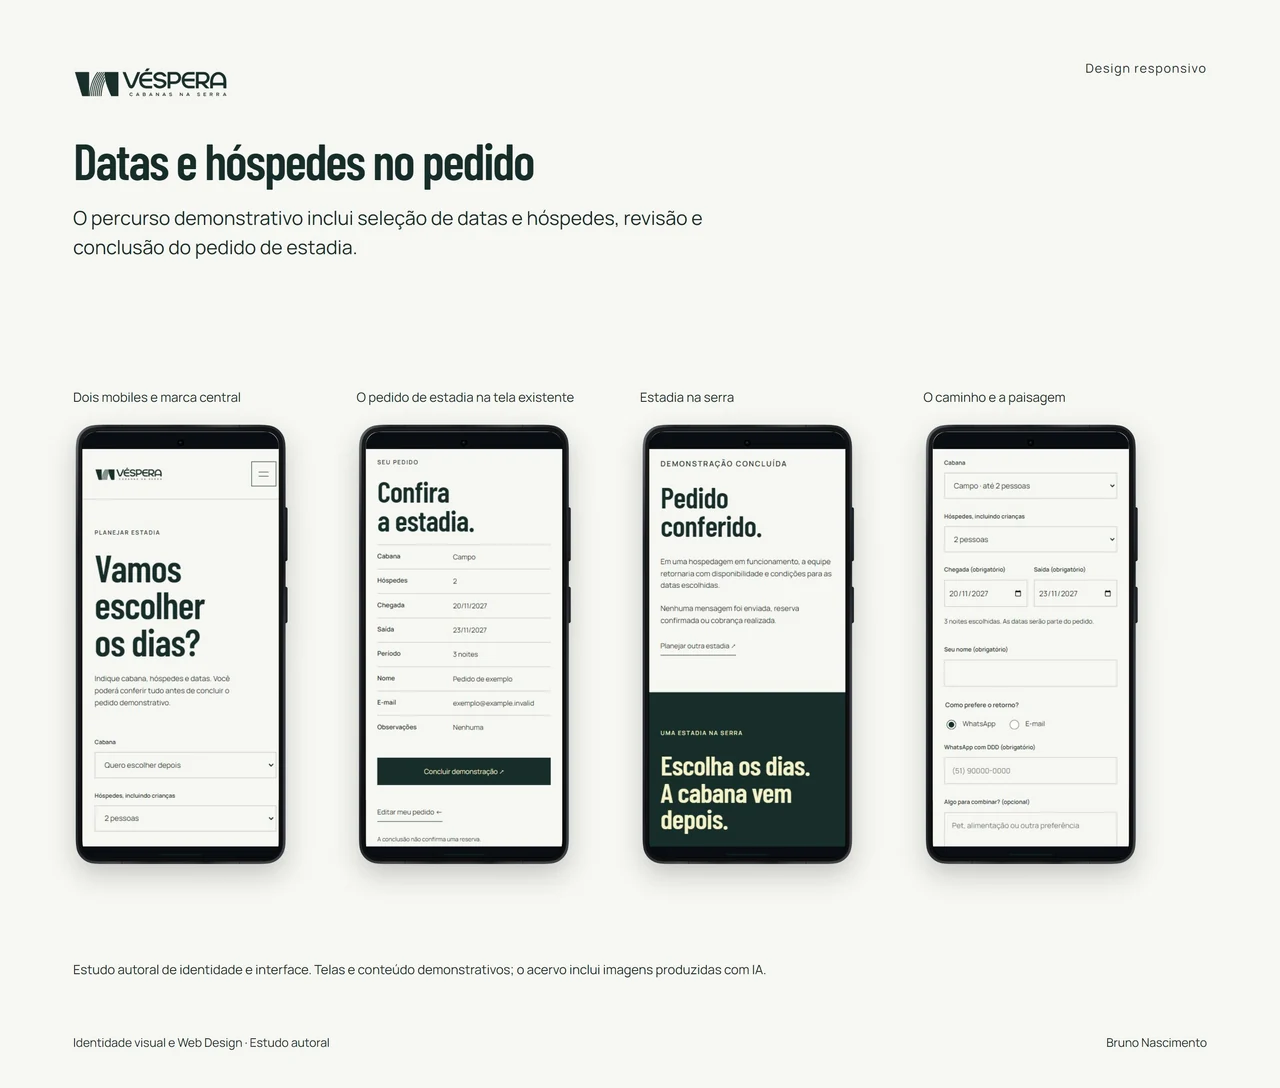 VÉSPERA
CABANAS NA SERRA
Design responsivo
Datas e hóspedes no pedido
O percurso demonstrativo inclui seleção de datas e hóspedes, revisão e
conclusão do pedido de estadia.
Dois mobiles e marca central
VÉSPERA
CABANAS NA SERRA
PLANEJAR ESTADIA
Vamos
escolher
os dias?
Indique cabana, hóspedes e datas. Você
poderá conferir tudo antes de concluir o
pedido demonstrativo.
Cabana
Quero escolher depois
Hóspedes, incluindo crianças
2 pessoas
O pedido de estadia na tela existente
SEU PEDIDO
Confira
a estadia.
Cabana Campo
Hóspedes 2
Chegada 20/11/2027
Saída 23/11/2027
Período 3 noites
Nome Pedido de exemplo
E-mail exemplo@example.invalid
Observações Nenhuma
Concluir demonstração ↗
Editar meu pedido ←
A conclusão não confirma uma reserva.
Estadia na serra
DEMONSTRAÇÃO CONCLUÍDA
Pedido
conferido.
Em uma hospedagem em funcionamento, a equipe
retornaria com disponibilidade e condições para as
datas escolhidas.
Nenhuma mensagem foi enviada, reserva
confirmada ou cobrança realizada.
Planejar outra estadia ↗
UMA ESTADIA NA SERRA
Escolha os dias.
A cabana vem
depois.
O caminho e a paisagem
Cabana
Campo · até 2 pessoas
Hóspedes, incluindo crianças
2 pessoas
Chegada (obrigatório) Saída (obrigatório)
20/11/2027 23/11/2027
3 noites escolhidas. As datas serão parte do pedido.
Seu nome (obrigatório)
Como prefere o retorno?
WhatsApp E-mail
WhatsApp com DDD (obrigatório)
(51) 90000-0000
Algo para combinar? (opcional)
Pet, alimentação ou outra preferência
Estudo autoral de identidade e interface. Telas e conteúdo demonstrativos; o acervo inclui imagens produzidas com IA.
Identidade visual e Web Design · Estudo autoral
Bruno Nascimento